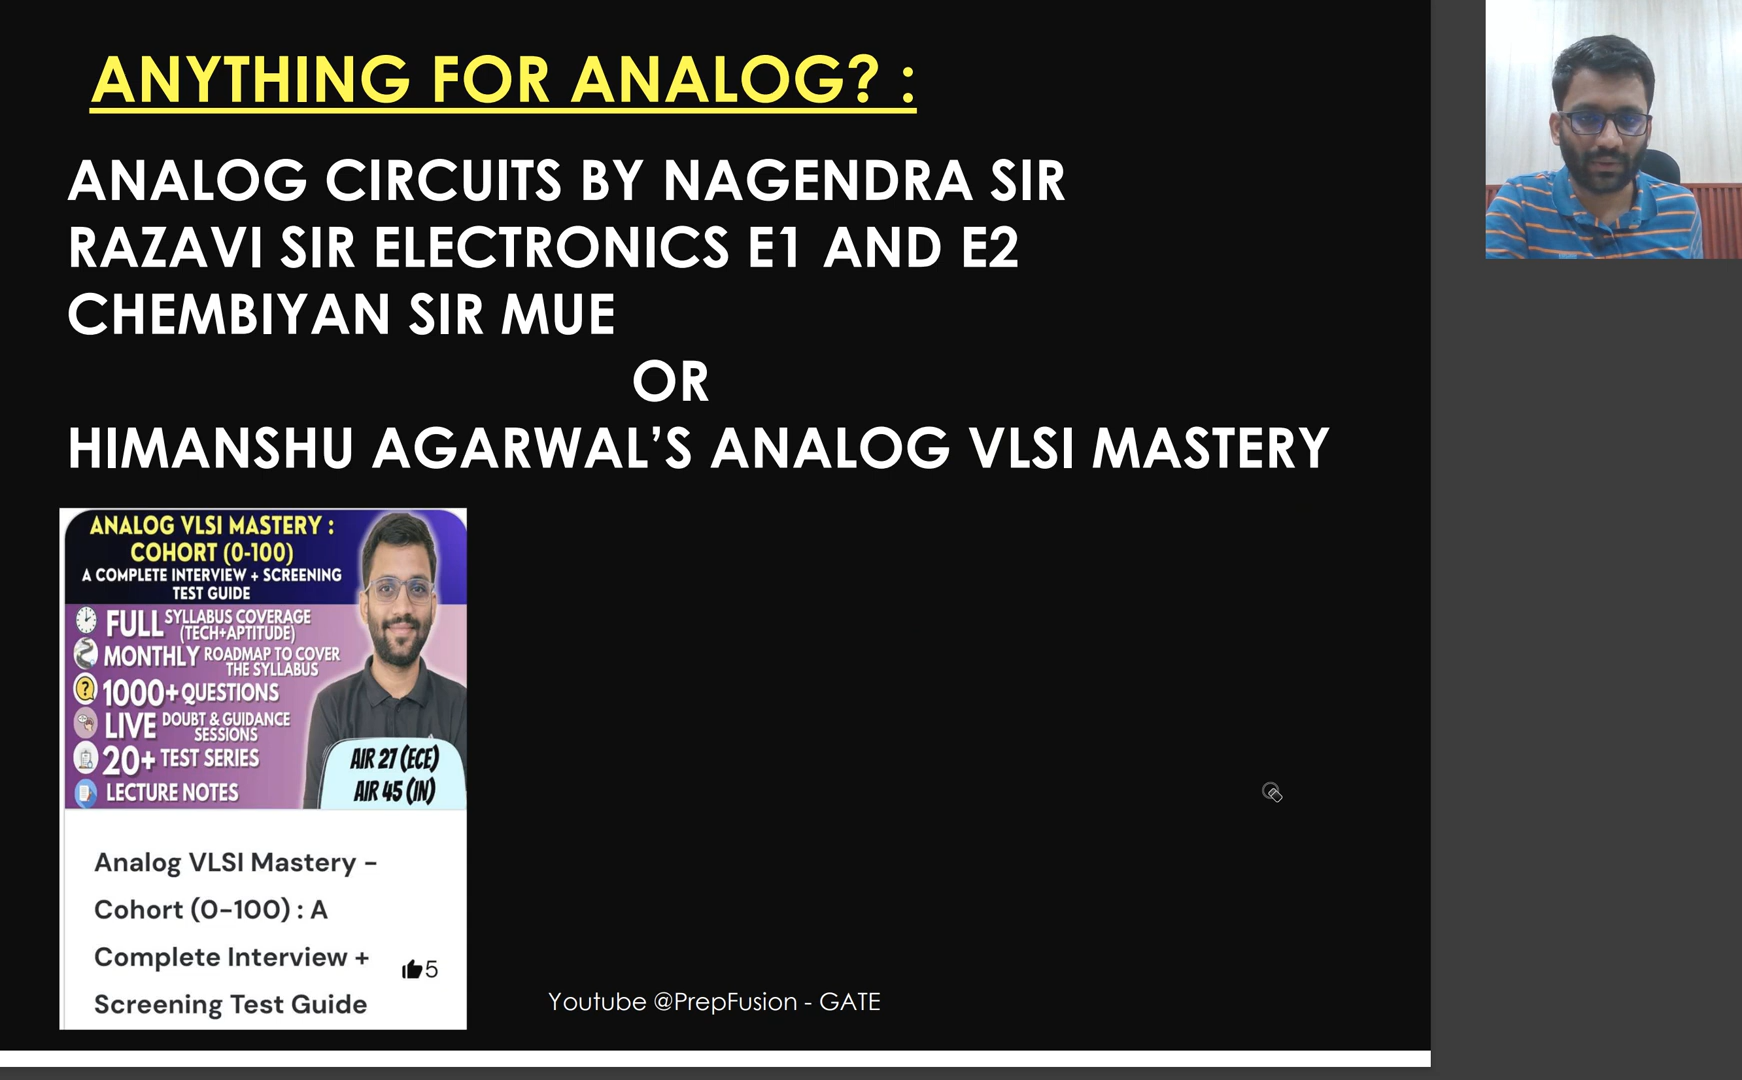 ANYTHING FOR ANALOG? :
ANALOG CIRCUITS BY NAGENDRA SIR
RAZAVI SIR ELECTRONICS E1 AND E2
CHEMBIYAN SIR MUE
OR
HIMANSHU AGARWAL’S ANALOG VLSI MASTERY
ANALOG VLSI MASTERY :
COHORT (0-100)
A COMPLETE INTERVIEW + SCREENING
TEST GUIDE
FULL SYLLABUS COVERAGE
(TECH+APTITUDE)
MONTHLY ROADMAP TO COVER
THE SYLLABUS
1000+ QUESTIONS
LIVE DOUBT & GUIDANCE
SESSIONS
20+ TEST SERIES
LECTURE NOTES
AIR 27 (ECE)
AIR 45 (IN)
Analog VLSI Mastery -
Cohort (0-100) : A
Complete Interview +
Screening Test Guide
5
Youtube @PrepFusion - GATE